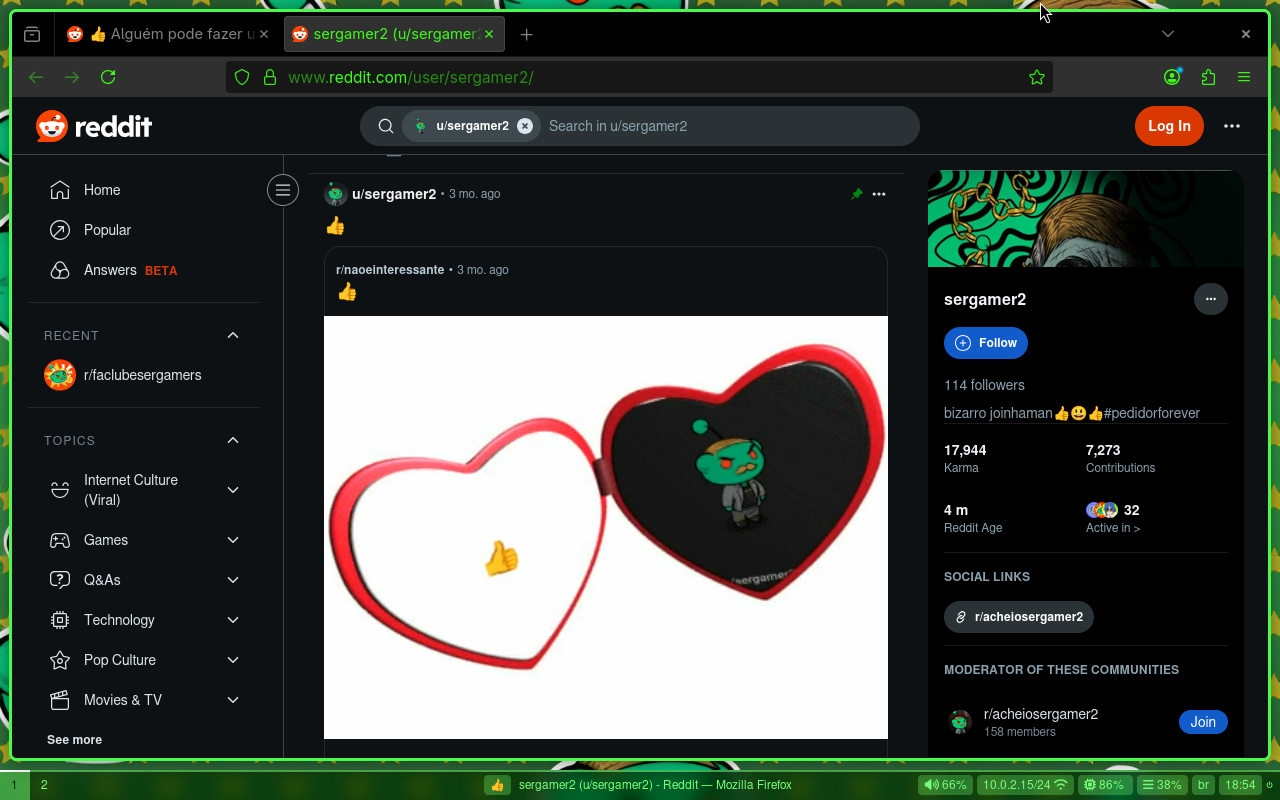 👍 Alguém pode fazer u
sergamer2 (u/sergamer2
www.reddit.com/user/sergamer2/
reddit
u/sergamer2
Search in u/sergamer2
Log In
Home
Popular
Answers BETA
RECENT
r/faclubesergamers
TOPICS
Internet Culture
(Viral)
Games
Q&As
Technology
Pop Culture
Movies & TV
See more
u/sergamer2 • 3 mo. ago
👍
r/naoeinteressante • 3 mo. ago
👍
👍
/sergamer2
sergamer2
Follow
114 followers
bizarro joinhaman👍😃👍#pedidorforever
17,944
Karma
7,273
Contributions
4 m
Reddit Age
32
Active in >
SOCIAL LINKS
r/acheiosergamer2
MODERATOR OF THESE COMMUNITIES
r/acheiosergamer2
158 members
Join
1 2 👍 sergamer2 (u/sergamer2) - Reddit — Mozilla Firefox 66% 10.0.2.15/24 86% 38% br 18:54